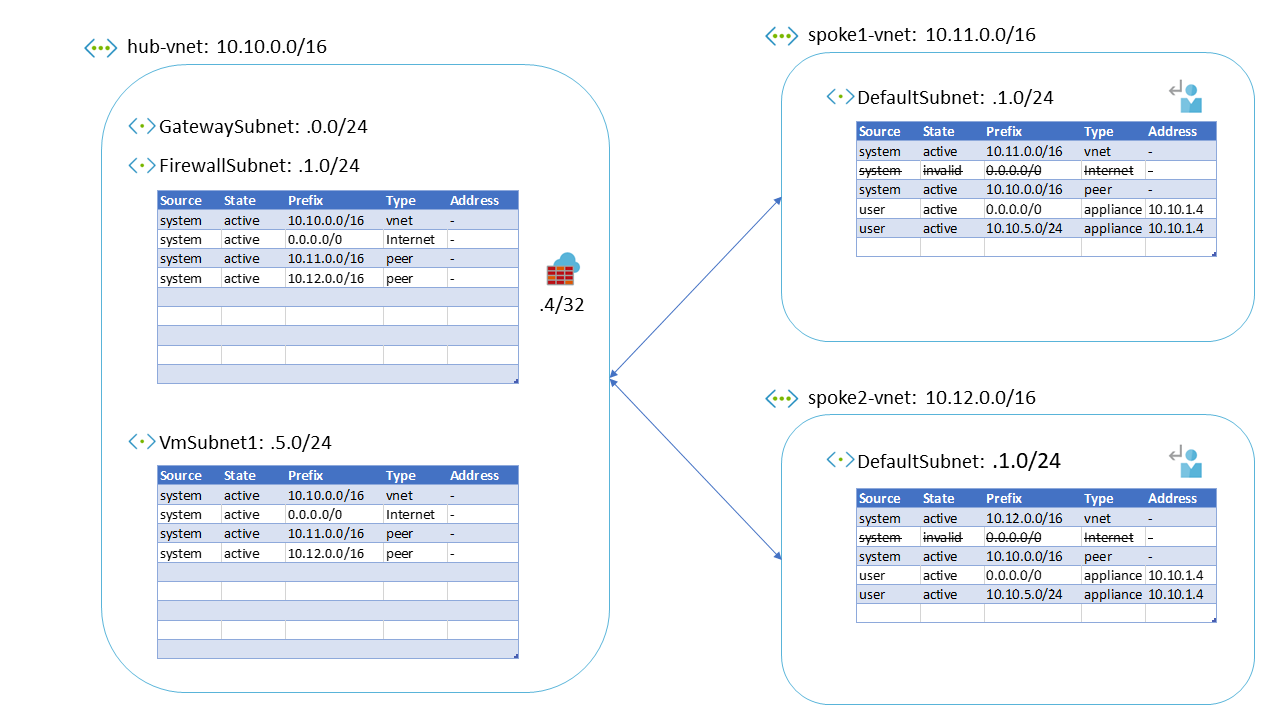 hub-vnet: 10.10.0.0/16
GatewaySubnet: .0.0/24
FirewallSubnet: .1.0/24
Source State Prefix Type Address
system active 10.10.0.0/16 vnet -
system active 0.0.0.0/0 Internet -
system active 10.11.0.0/16 peer -
system active 10.12.0.0/16 peer -
.4/32
VmSubnet1: .5.0/24
Source State Prefix Type Address
system active 10.10.0.0/16 vnet -
system active 0.0.0.0/0 Internet -
system active 10.11.0.0/16 peer -
system active 10.12.0.0/16 peer -
spoke1-vnet: 10.11.0.0/16
DefaultSubnet: .1.0/24
Source State Prefix Type Address
system active 10.11.0.0/16 vnet -
system invalid 0.0.0.0/0 Internet -
system active 10.10.0.0/16 peer -
user active 0.0.0.0/0 appliance 10.10.1.4
user active 10.10.5.0/24 appliance 10.10.1.4
spoke2-vnet: 10.12.0.0/16
DefaultSubnet: .1.0/24
Source State Prefix Type Address
system active 10.12.0.0/16 vnet -
system invalid 0.0.0.0/0 Internet -
system active 10.10.0.0/16 peer -
user active 0.0.0.0/0 appliance 10.10.1.4
user active 10.10.5.0/24 appliance 10.10.1.4